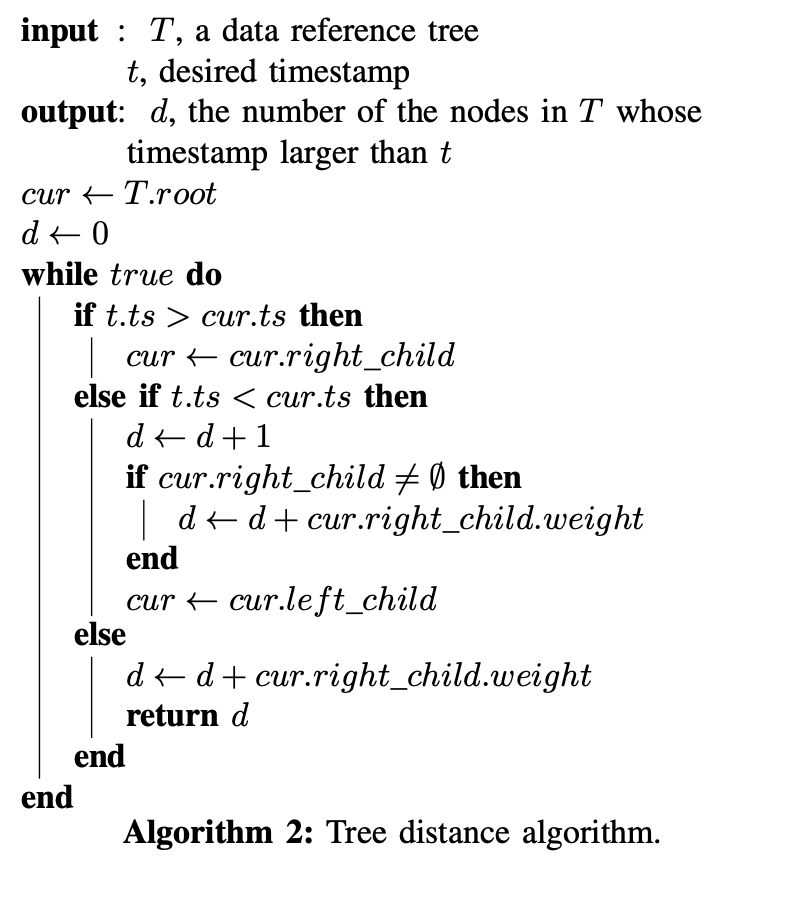 input : T, a data reference tree
t, desired timestamp
output: d, the number of the nodes in T whose
timestamp larger than t
cur ← T.root
d ← 0
while true do
if t.ts > cur.ts then
cur ← cur.right_child
else if t.ts < cur.ts then
d ← d + 1
if cur.right_child ≠ ∅ then
d ← d + cur.right_child.weight
end
cur ← cur.left_child
else
d ← d + cur.right_child.weight
return d
end
end
Algorithm 2: Tree distance algorithm.